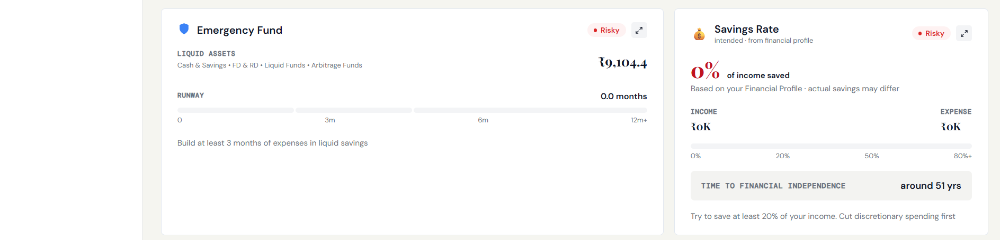 Emergency Fund
Risky
LIQUID ASSETS
Cash & Savings • FD & RD • Liquid Funds • Arbitrage Funds
₹9,104.4
RUNWAY
0.0 months
0 3m 6m 12m+
Build at least 3 months of expenses in liquid savings
Savings Rate
intended · from financial profile
Risky
0% of income saved
Based on your Financial Profile · actual savings may differ
INCOME EXPENSE
₹0K ₹0K
0% 20% 50% 80%+
TIME TO FINANCIAL INDEPENDENCE around 51 yrs
Try to save at least 20% of your income. Cut discretionary spending first